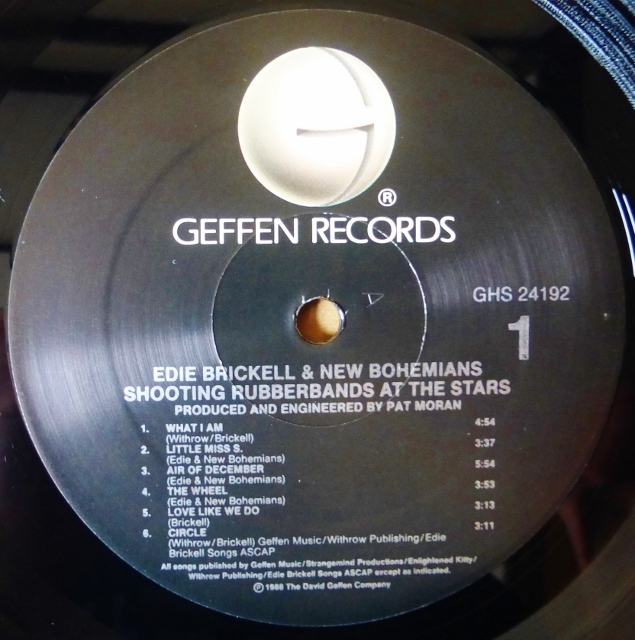 ®
GEFFEN RECORDS
GHS 24192
1
EDIE BRICKELL & NEW BOHEMIANS
SHOOTING RUBBERBANDS AT THE STARS
PRODUCED AND ENGINEERED BY PAT MORAN
1. WHAT I AM 4:54
(Withrow/Brickell)
2. LITTLE MISS S. 3:37
(Edie & New Bohemians)
3. AIR OF DECEMBER 5:54
(Edie & New Bohemians)
4. THE WHEEL 3:53
(Edie & New Bohemians)
5. LOVE LIKE WE DO 3:13
(Brickell)
6. CIRCLE 3:11
(Withrow/Brickell) Geffen Music/Withrow Publishing/Edie
Brickell Songs ASCAP
All songs published by Geffen Music/Strangemind Productions/Enlightened Kitty/
Withrow Publishing/Edie Brickell Songs ASCAP except as indicated.
℗ 1988 The David Geffen Company